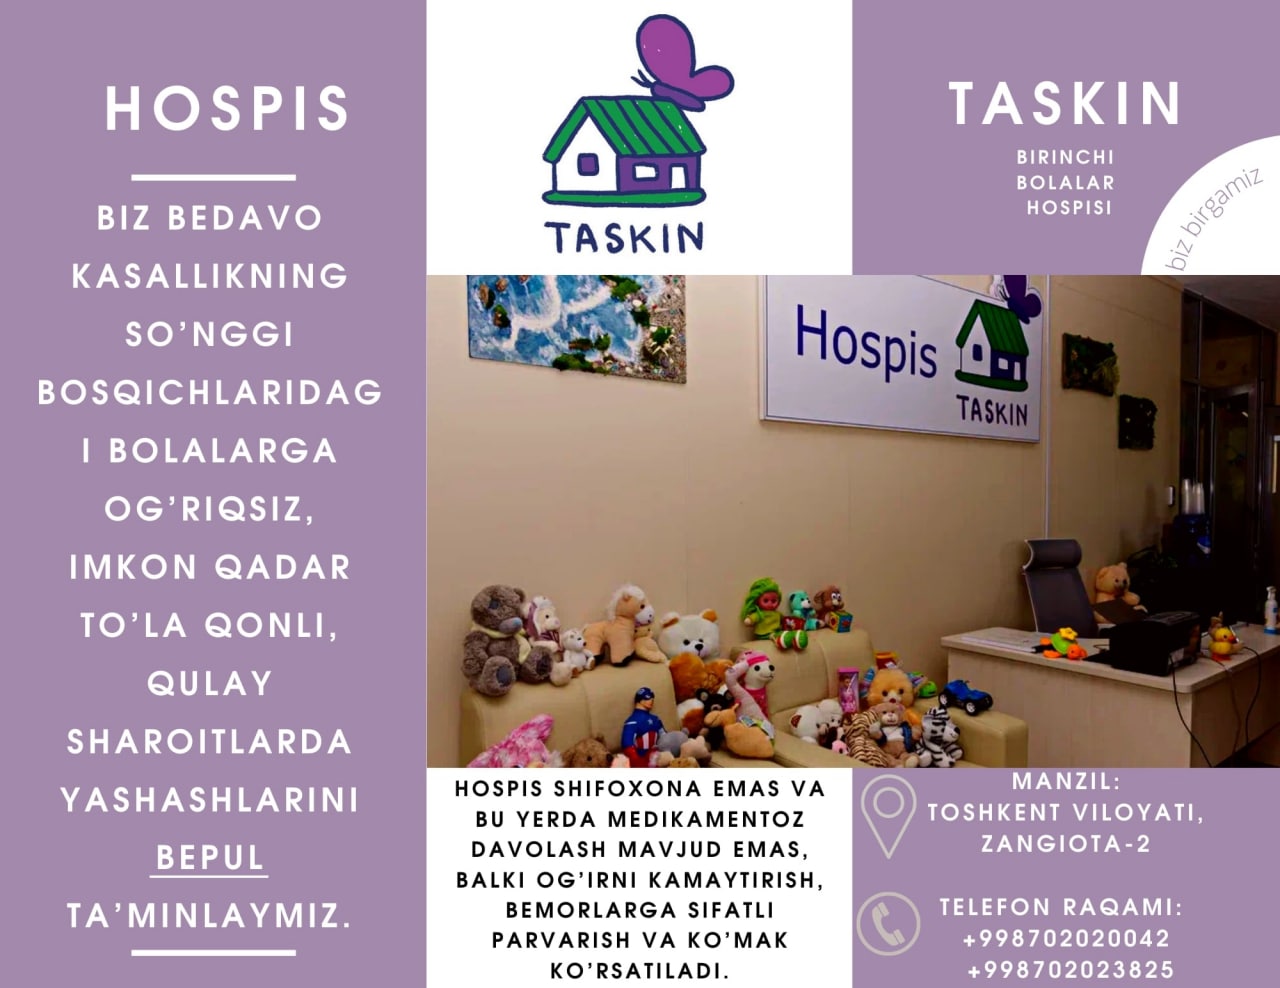 HOSPIS
BIZ BEDAVO
KASALLIKNING
SO’NGGI
BOSQICHLARIDAG
I BOLALARGA
OG’RIQSIZ,
IMKON QADAR
TO’LA QONLI,
QULAY
SHAROITLARDA
YASHASHLARINI
BEPUL
TA’MINLAYMIZ.
TASKIN
Hospis
TASKIN
HOSPIS SHIFOXONA EMAS VA
BU YERDA MEDIKAMENTOZ
DAVOLASH MAVJUD EMAS,
BALKI OG’IRNI KAMAYTIRISH,
BEMORLARGA SIFATLI
PARVARISH VA KO’MAK
KO’RSATILADI.
TASKIN
BIRINCHI
BOLALAR
HOSPISI
biz birgamiz
MANZIL:
TOSHKENT VILOYATI,
ZANGIOTA-2
TELEFON RAQAMI:
+998702020042
+998702023825